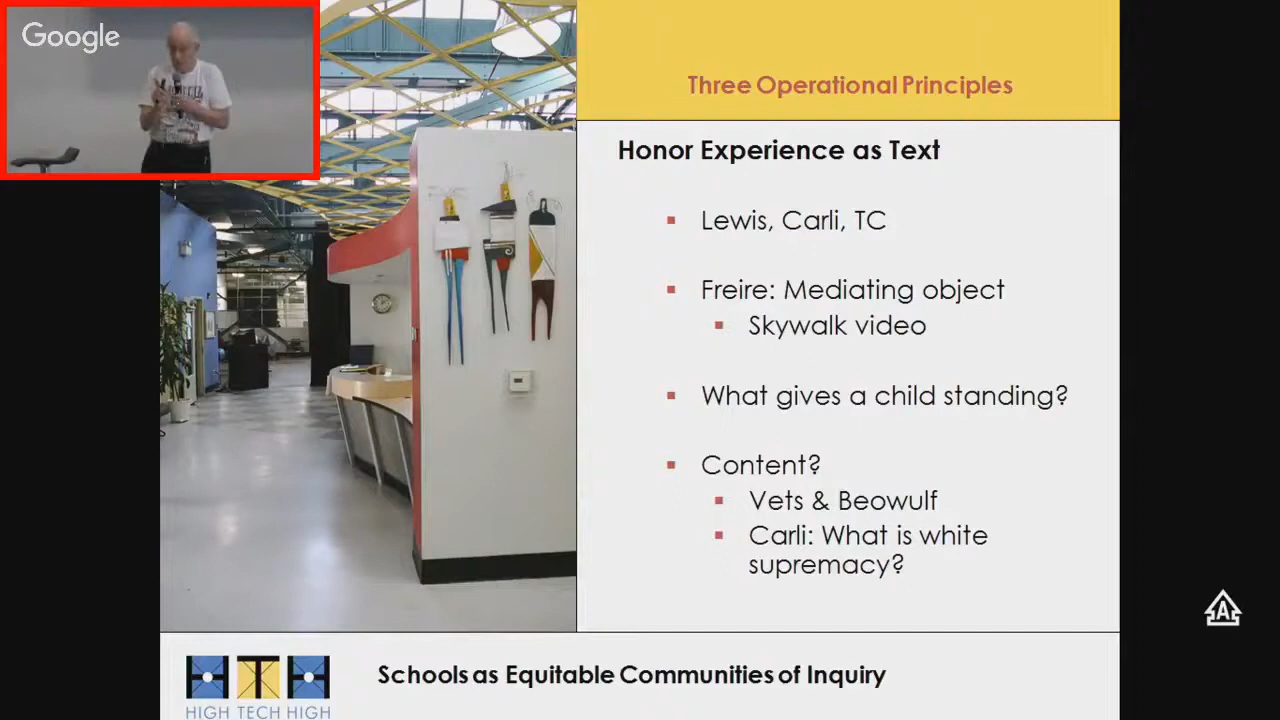 Google
Three Operational Principles
Honor Experience as Text
Lewis, Carli, TC
Freire: Mediating object
Skywalk video
What gives a child standing?
Content?
Vets & Beowulf
Carli: What is white
supremacy?
A
HTH
HIGH TECH HIGH
Schools as Equitable Communities of Inquiry